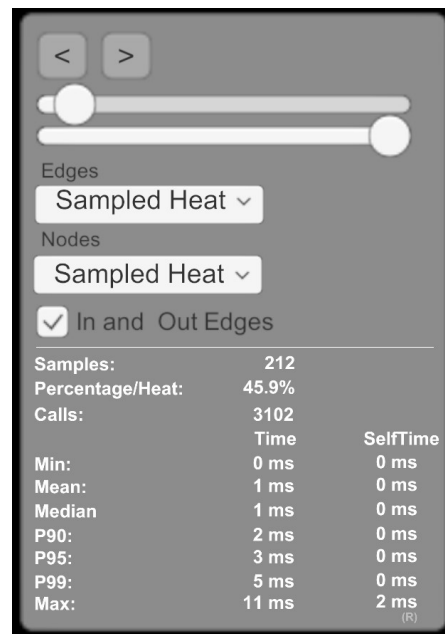 < >
Edges
Sampled Heat
Nodes
Sampled Heat
In and Out Edges
Samples: 212
Percentage/Heat: 45.9%
Calls: 3102
Time SelfTime
Min: 0 ms 0 ms
Mean: 1 ms 0 ms
Median 1 ms 0 ms
P90: 2 ms 0 ms
P95: 3 ms 0 ms
P99: 5 ms 0 ms
Max: 11 ms 2 ms
(R)